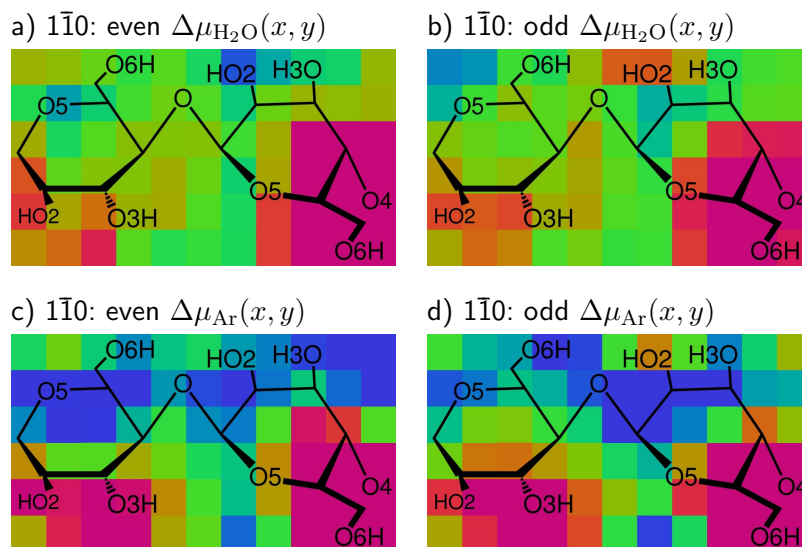 a) 11̄0: even Δμ_H₂O(x, y)
b) 11̄0: odd Δμ_H₂O(x, y)
O6H
HO2
H3O
O5
O
O5
O4
HO2
O3H
O6H
O6H
HO2
H3O
O5
O
O5
O4
HO2
O3H
O6H
c) 11̄0: even Δμ_Ar(x, y)
d) 11̄0: odd Δμ_Ar(x, y)
O6H
HO2
H3O
O5
O
O5
O4
HO2
O3H
O6H
O6H
HO2
H3O
O5
O
O5
O4
HO2
O3H
O6H